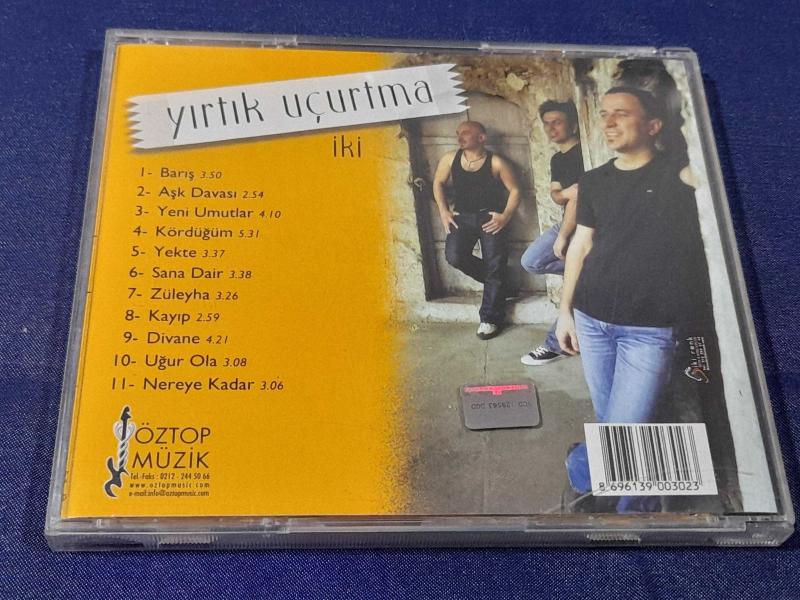 yırtık uçurtma
iki
1- Barış 3.50
2- Aşk Davası 2.54
3- Yeni Umutlar 4.10
4- Kördüğüm 5.31
5- Yekte 3.37
6- Sana Dair 3.38
7- Züleyha 3.26
8- Kayıp 2.59
9- Divane 4.21
10- Uğur Ola 3.08
11- Nereye Kadar 3.06
ÖZTOP
MÜZİK
Tel.-Faks : 0212 - 244 50 66
www.oztopmusic.com
e-mail:info@oztopmusic.com
iki renk
8 696139 003023